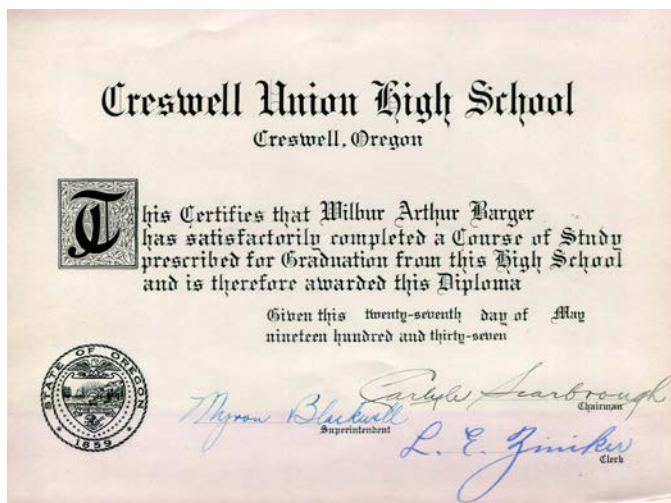 Creswell Union High School
Creswell, Oregon
This Certifies that Wilbur Arthur Barger
has satisfactorily completed a Course of Study
prescribed for Graduation from this High School
and is therefore awarded this Diploma
Given this twenty-seventh day of May
nineteen hundred and thirty-seven
STATE OF OREGON
1859
Carlyle Scarbrough
Chairman
Myron Blackwell
Superintendent
L. E. Ziniker
Clerk